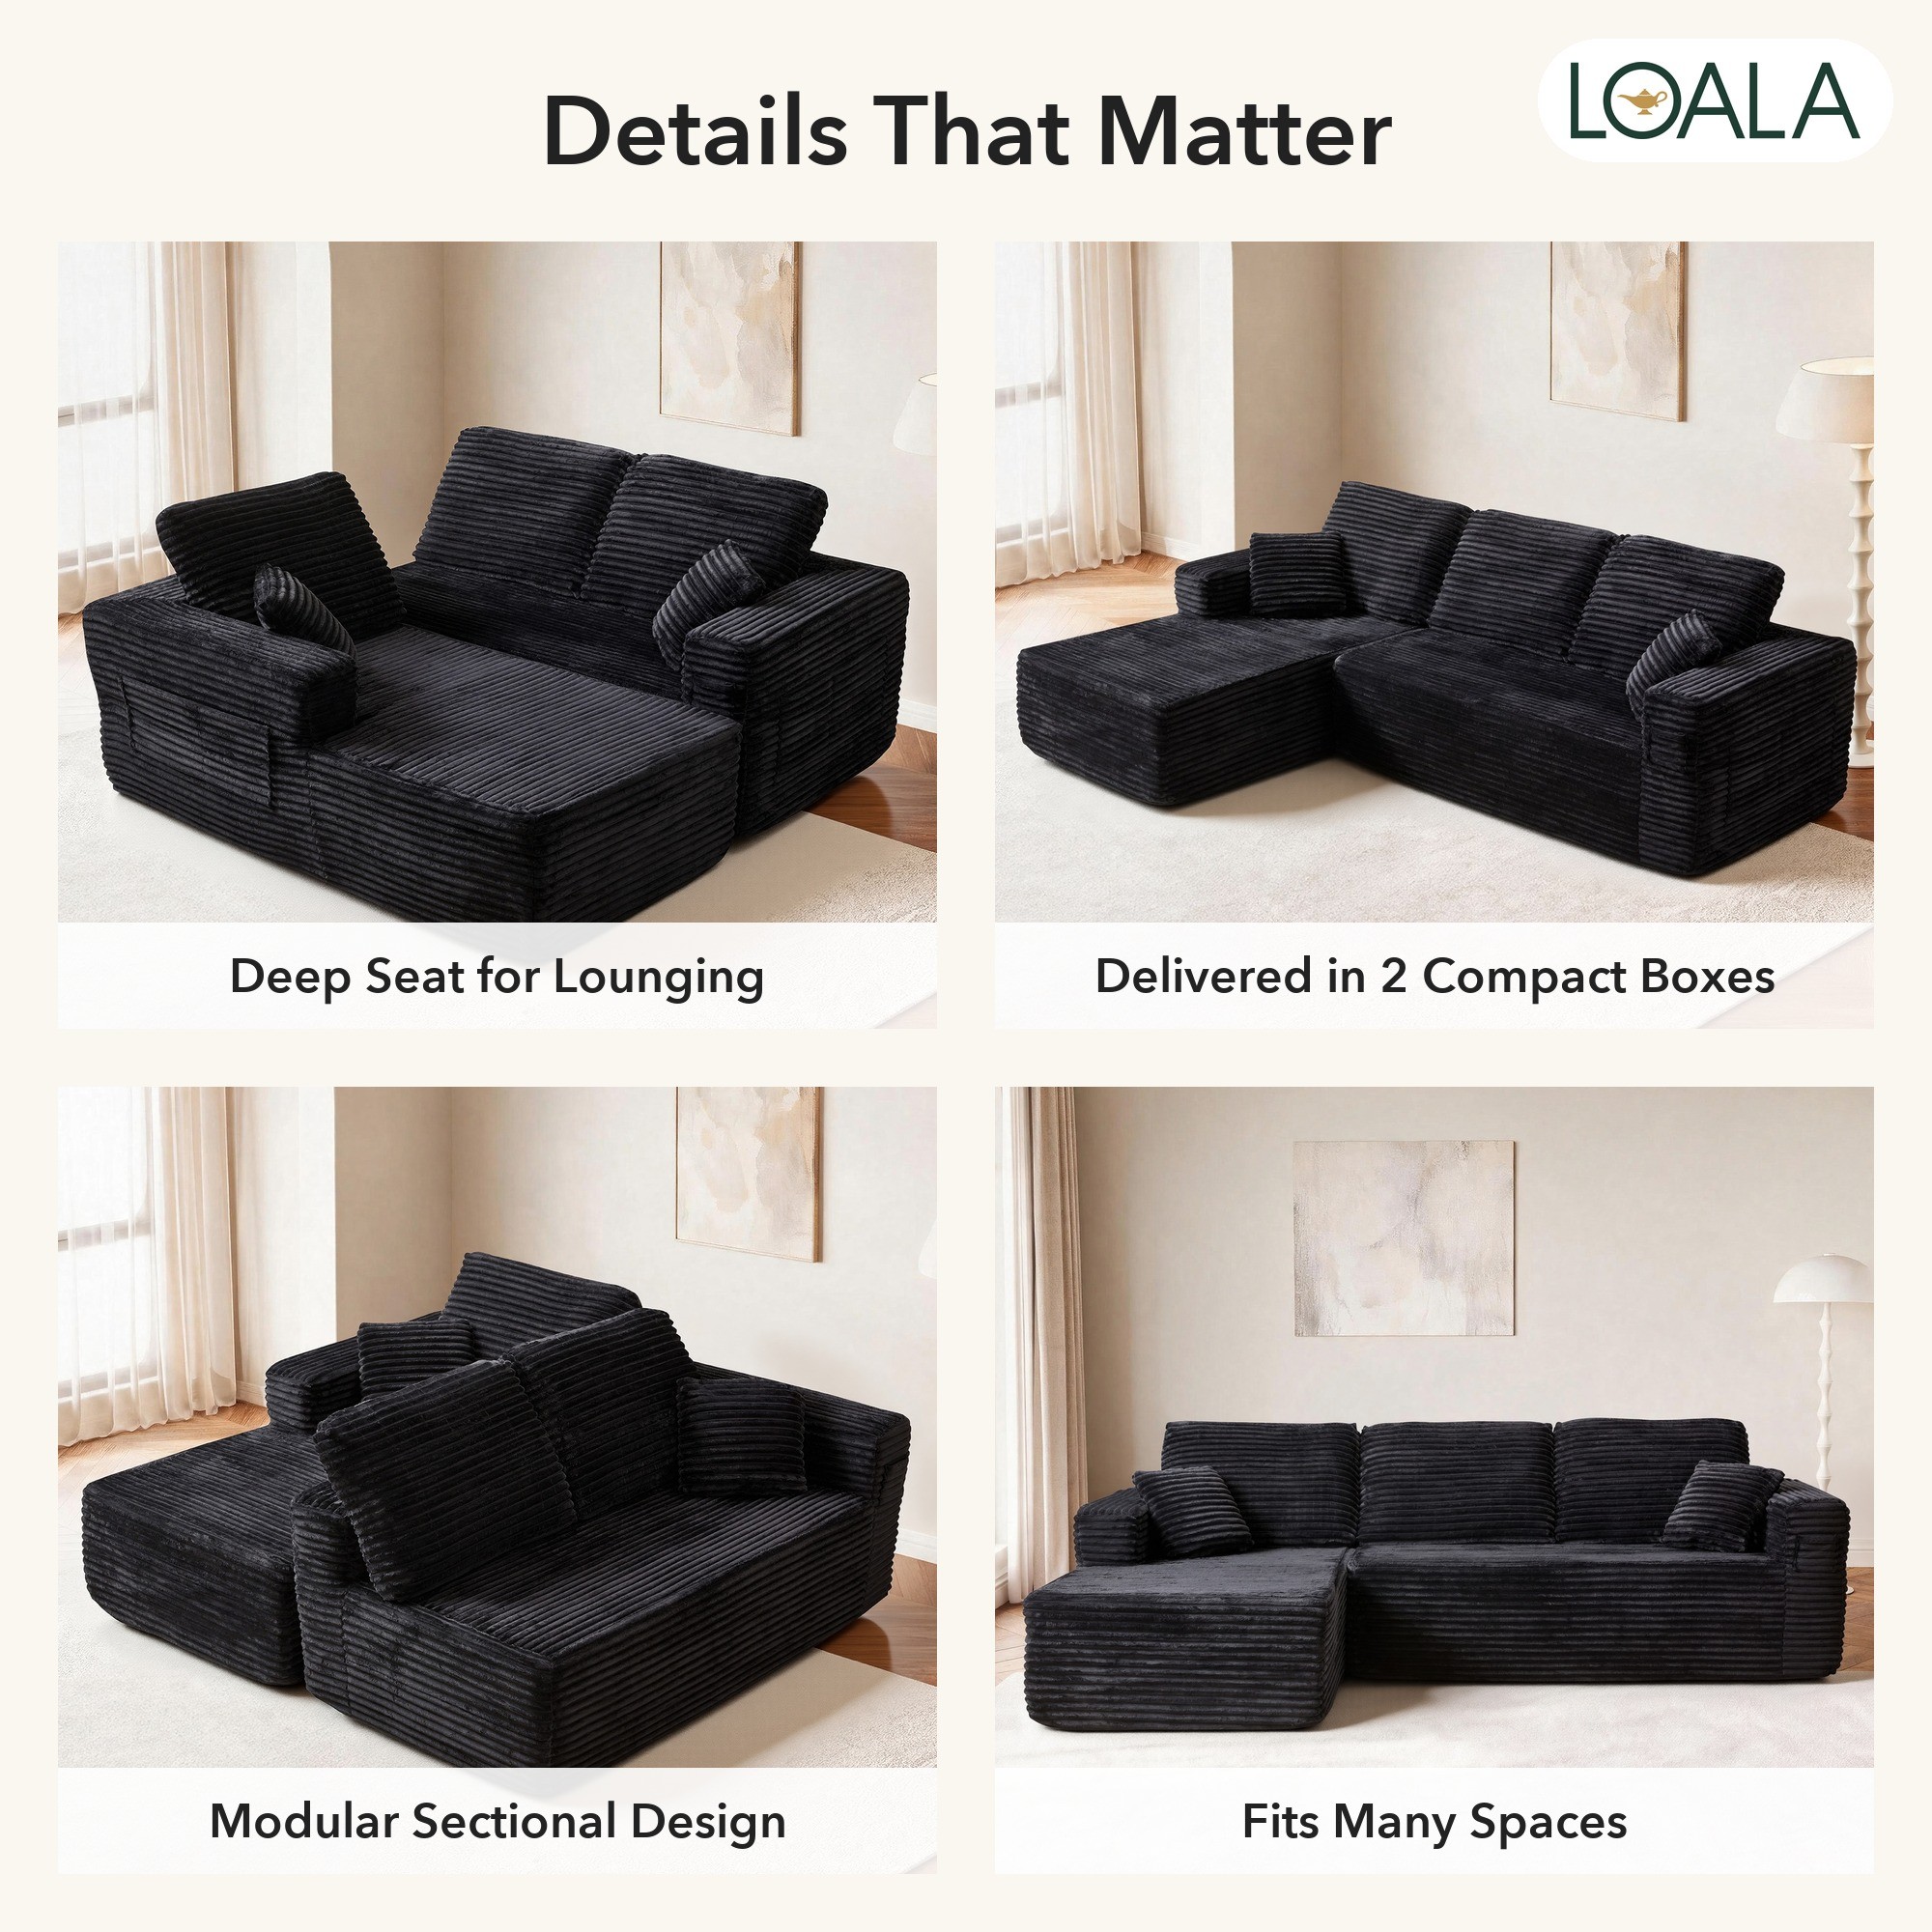 Details That Matter
LOALA
Deep Seat for Lounging
Delivered in 2 Compact Boxes
Modular Sectional Design
Fits Many Spaces